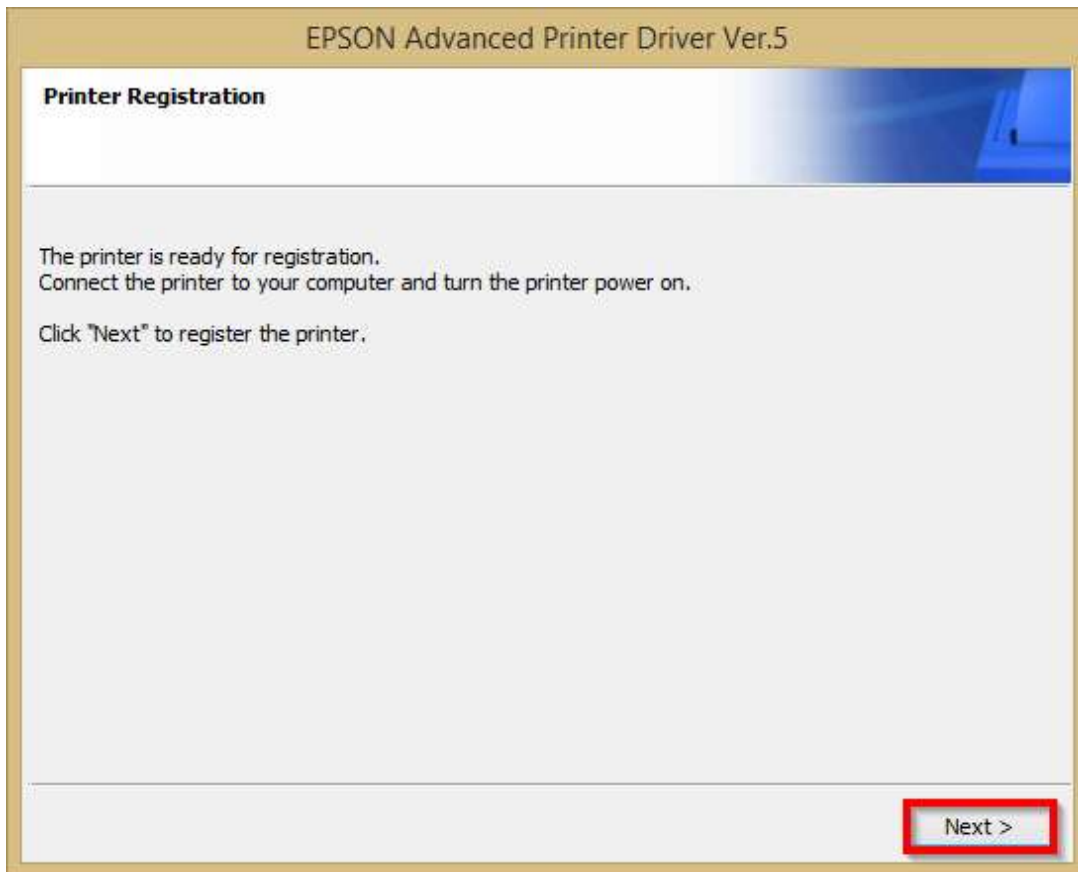 EPSON Advanced Printer Driver Ver.5
Printer Registration
The printer is ready for registration.
Connect the printer to your computer and turn the printer power on.
Click "Next" to register the printer.
Next >